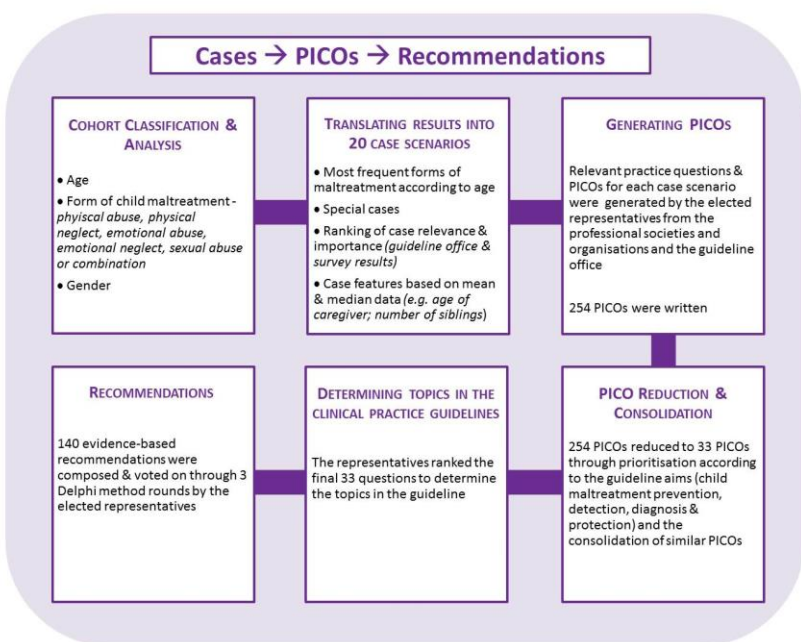 Cases → PICOs → Recommendations
COHORT CLASSIFICATION &
ANALYSIS
• Age
• Form of child maltreatment -
phyiscal abuse, physical
neglect, emotional abuse,
emotional neglect, sexual abuse
or combination
• Gender
TRANSLATING RESULTS INTO
20 CASE SCENARIOS
• Most frequent forms of
maltreatment according to age
• Special cases
• Ranking of case relevance &
importance (guideline office &
survey results)
• Case features based on mean
& median data (e.g. age of
caregiver; number of siblings)
GENERATING PICOS
Relevant practice questions &
PICOs for each case scenario
were generated by the elected
representatives from the
professional societies and
organisations and the guideline
office
254 PICOs were written
PICO REDUCTION &
CONSOLIDATION
254 PICOs reduced to 33 PICOs
through prioritisation according
to the guideline aims (child
maltreatment prevention,
detection, diagnosis &
protection) and the
consolidation of similar PICOs
DETERMINING TOPICS IN THE
CLINICAL PRACTICE GUIDELINES
The representatives ranked the
final 33 questions to determine
the topics in the guideline
RECOMMENDATIONS
140 evidence-based
recommendations were
composed & voted on through 3
Delphi method rounds by the
elected representatives